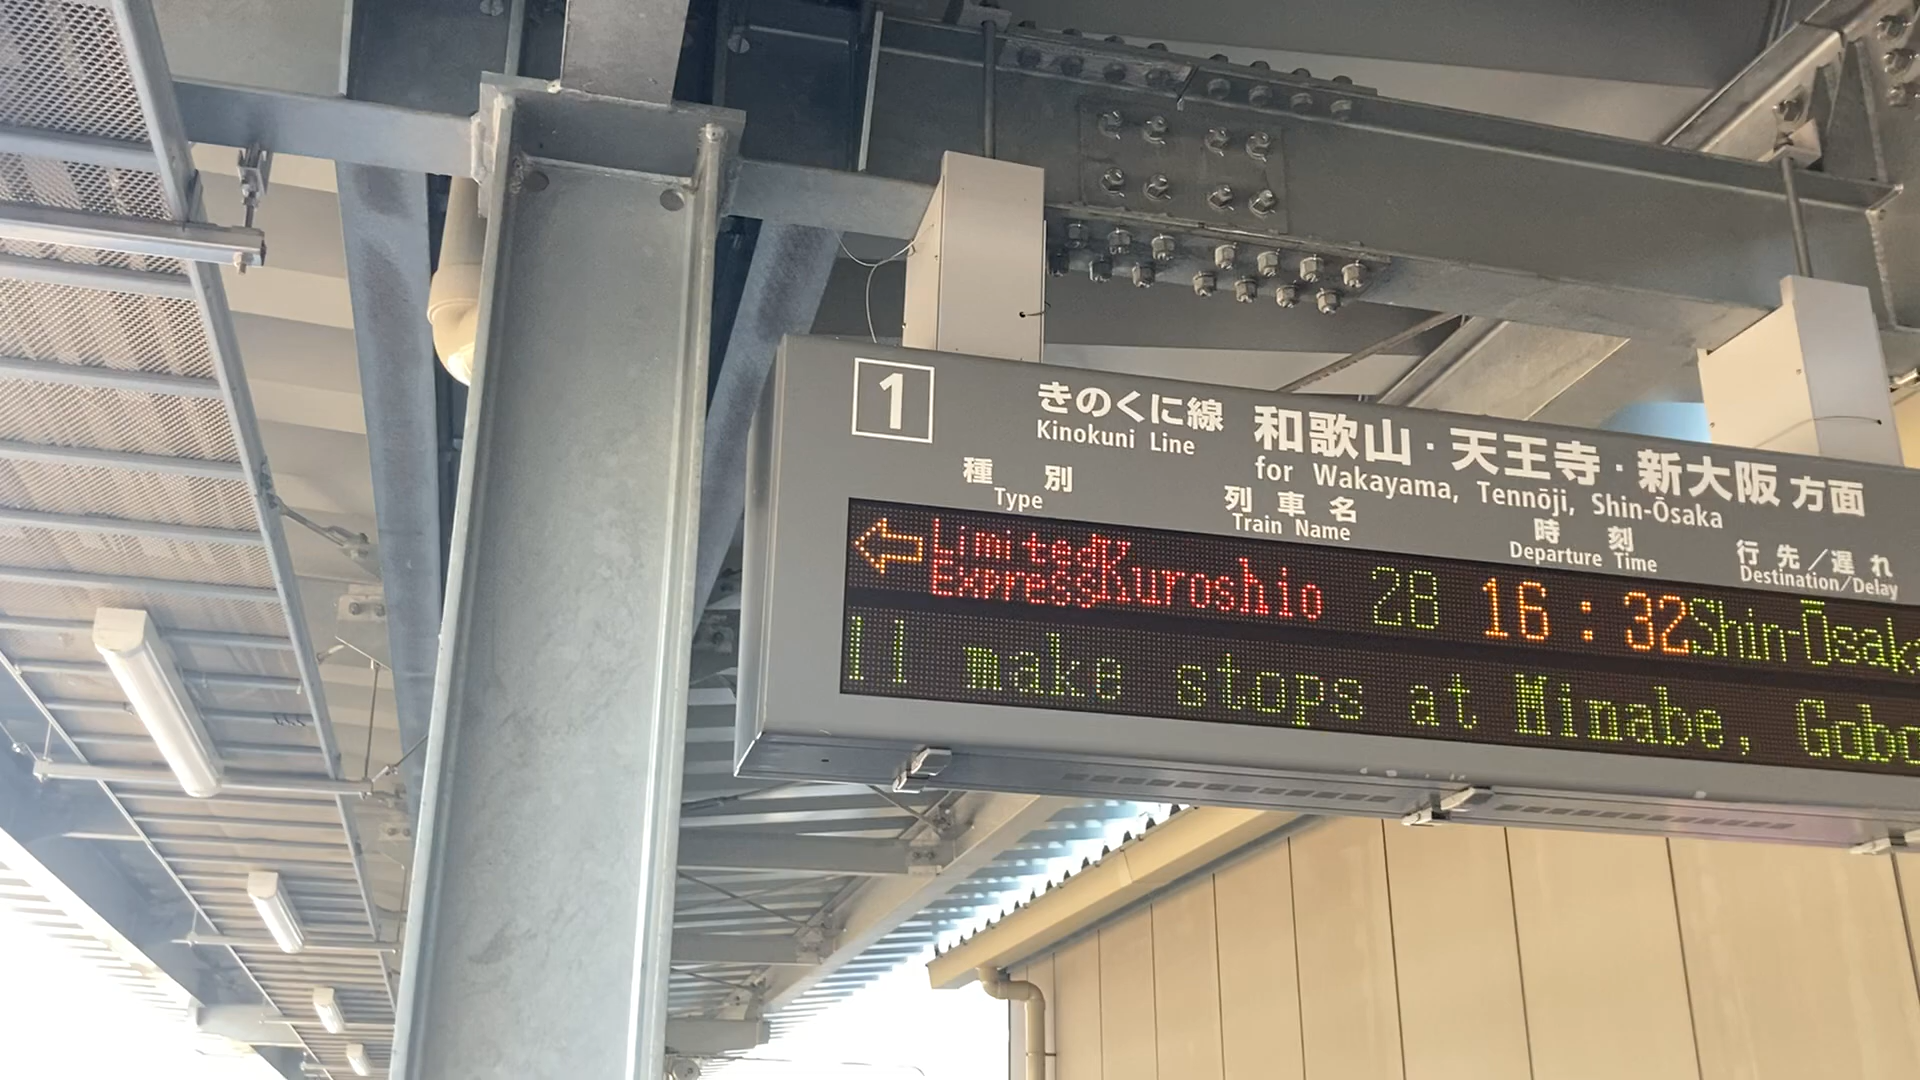 1
きのくに線 和歌山・天王寺・新大阪 方面
Kinokuni Line for Wakayama, Tennōji, Shin-Ōsaka
種別 列車名 時刻 行先/遅れ
Type Train Name Departure Time Destination/Delay
Limited Express Kuroshio 28 16:32 Shin-Ōsaka
ll make stops at Minabe, Gobo